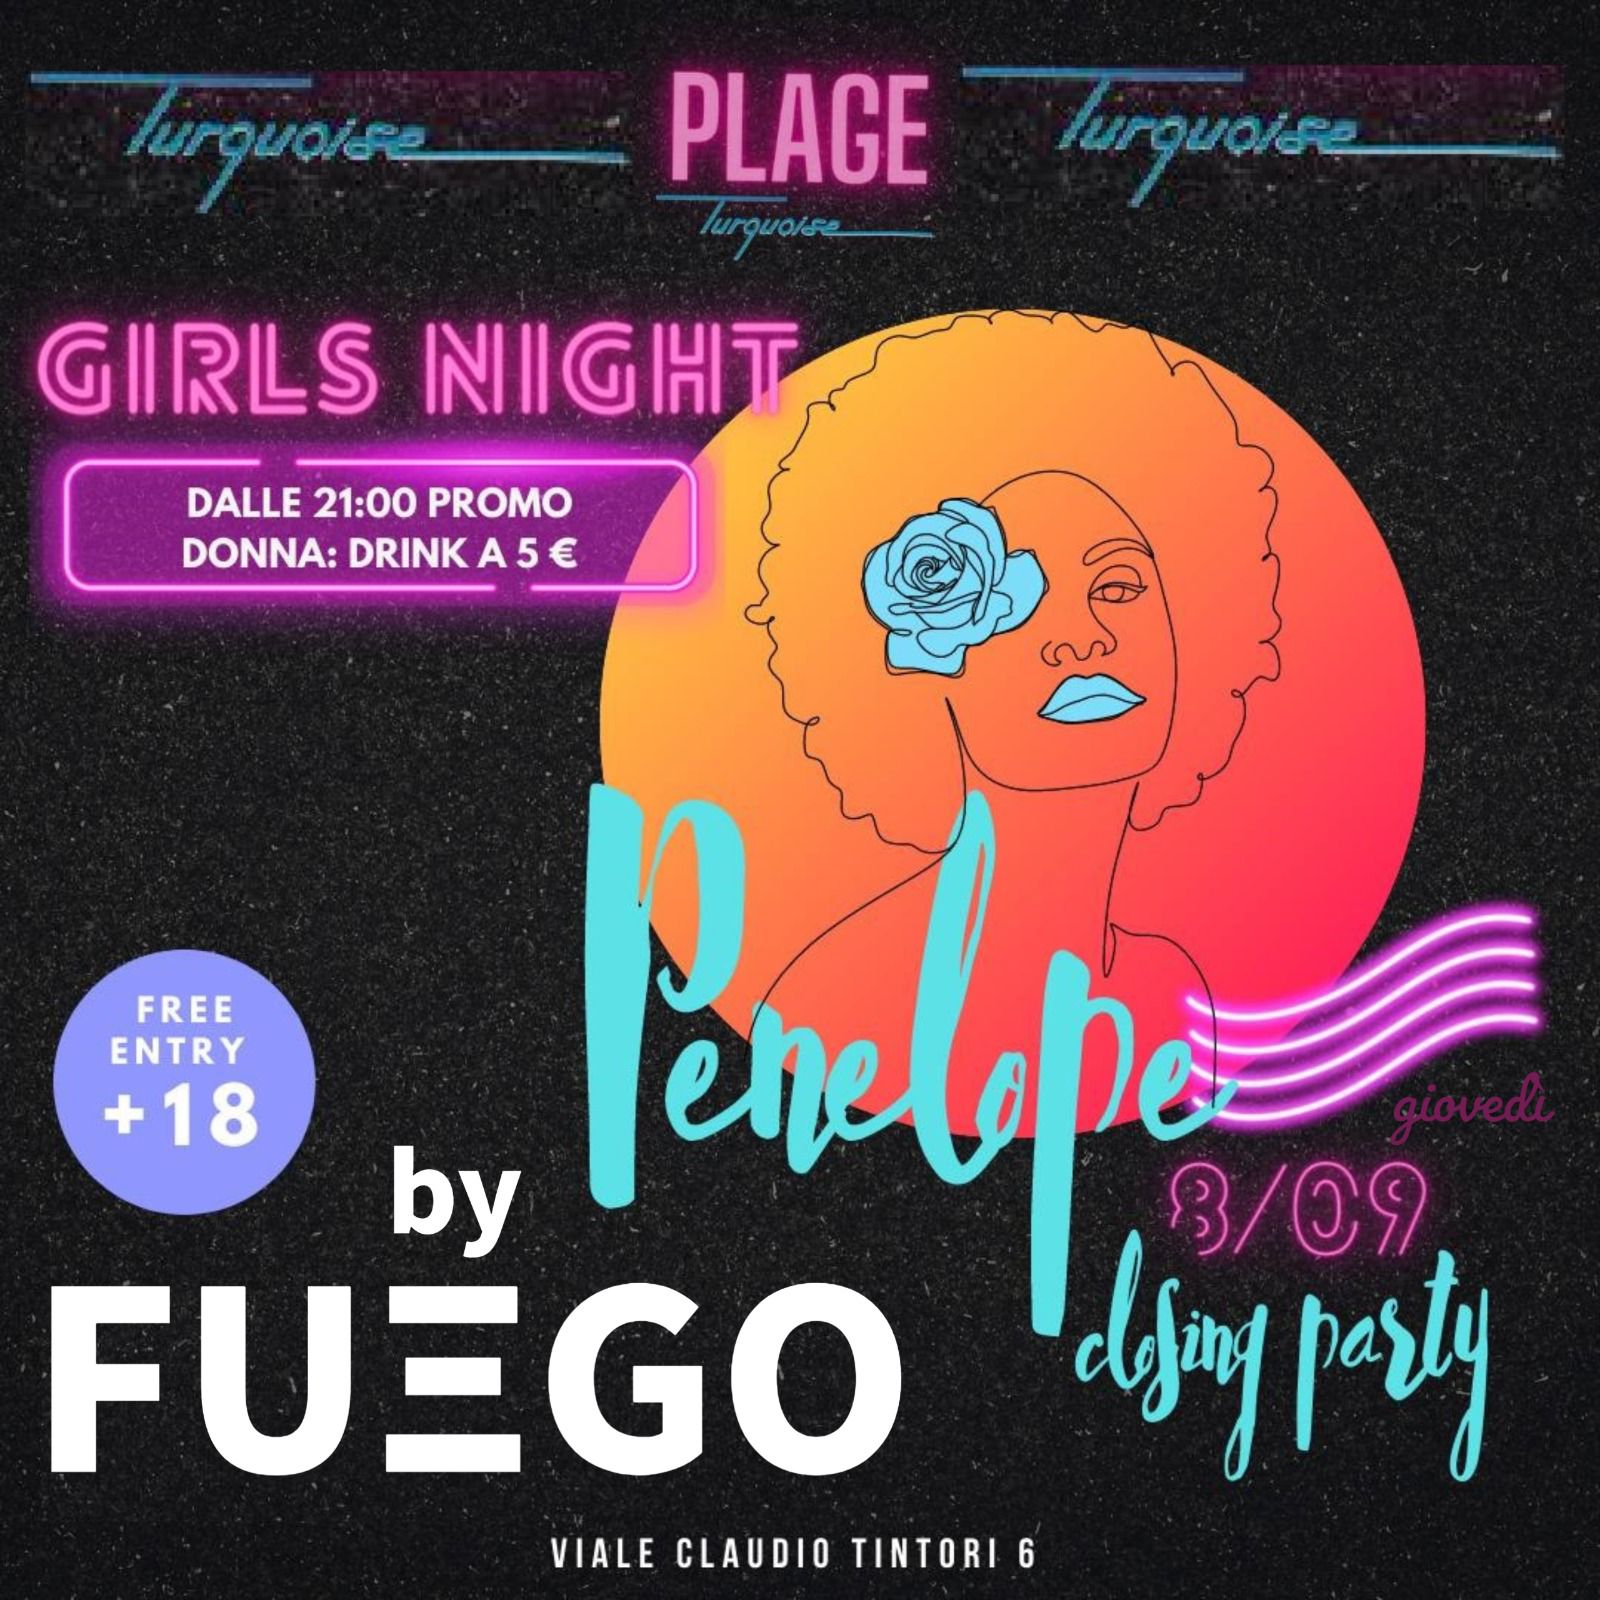 Turquoise
PLAGE
Turquoise
Turquoise
GIRLS NIGHT
DALLE 21:00 PROMO
DONNA: DRINK A 5 €
Penelope
FREE
ENTRY
+18
giovedì
8/09
closing party
by
FUEGO
VIALE CLAUDIO TINTORI 6